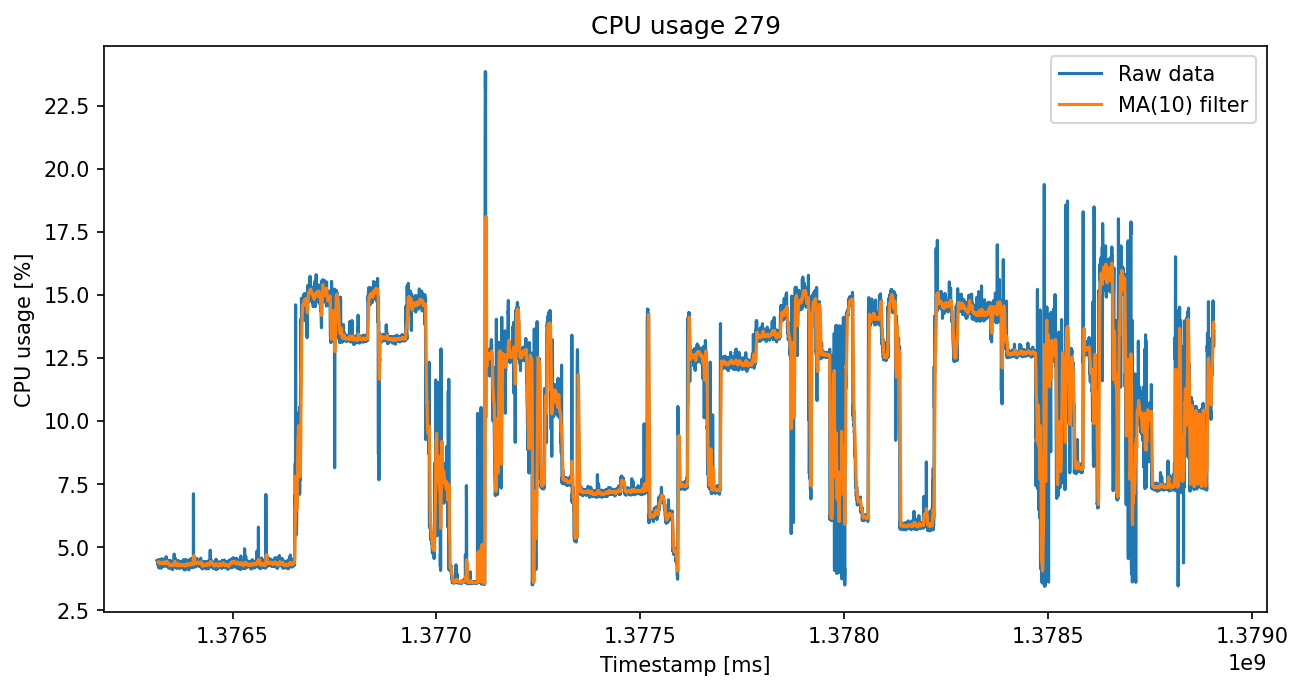 CPU usage 279
Raw data
MA(10) filter
CPU usage [%]
22.5
20.0
17.5
15.0
12.5
10.0
7.5
5.0
2.5
1.3765 1.3770 1.3775 1.3780 1.3785 1.3790
1e9
Timestamp [ms]